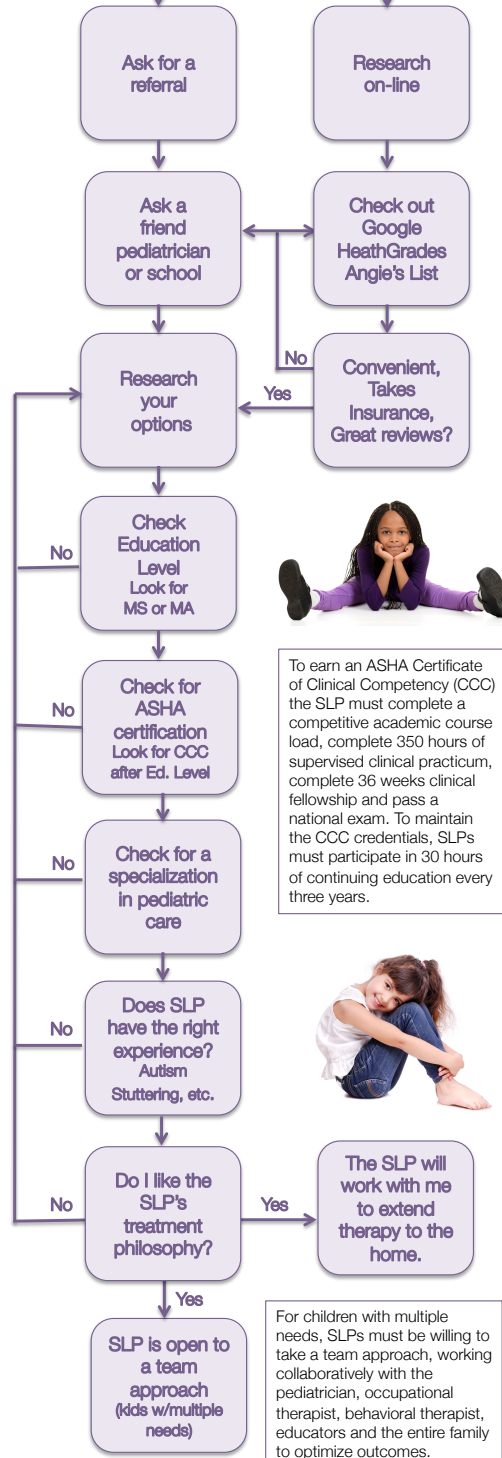 Ask for a
referral
Research
on-line
Ask a
friend
pediatrician
or school
Check out
Google
HeathGrades
Angie's List
No
Convenient,
Takes
Insurance,
Great reviews?
Yes
Research
your
options
No
Check
Education
Level
Look for
MS or MA
No
Check for
ASHA
certification
Look for CCC
after Ed. Level
To earn an ASHA Certificate
of Clinical Competency (CCC)
the SLP must complete a
competitive academic course
load, complete 350 hours of
supervised clinical practicum,
complete 36 weeks clinical
fellowship and pass a
national exam. To maintain
the CCC credentials, SLPs
must participate in 30 hours
of continuing education every
three years.
No
Check for a
specialization
in pediatric
care
No
Does SLP
have the right
experience?
Autism
Stuttering, etc.
No
Do I like the
SLP's
treatment
philosophy?
Yes
The SLP will
work with me
to extend
therapy to the
home.
Yes
SLP is open to
a team
approach
(kids w/multiple
needs)
For children with multiple
needs, SLPs must be willing to
take a team approach, working
collaboratively with the
pediatrician, occupational
therapist, behavioral therapist,
educators and the entire family
to optimize outcomes.